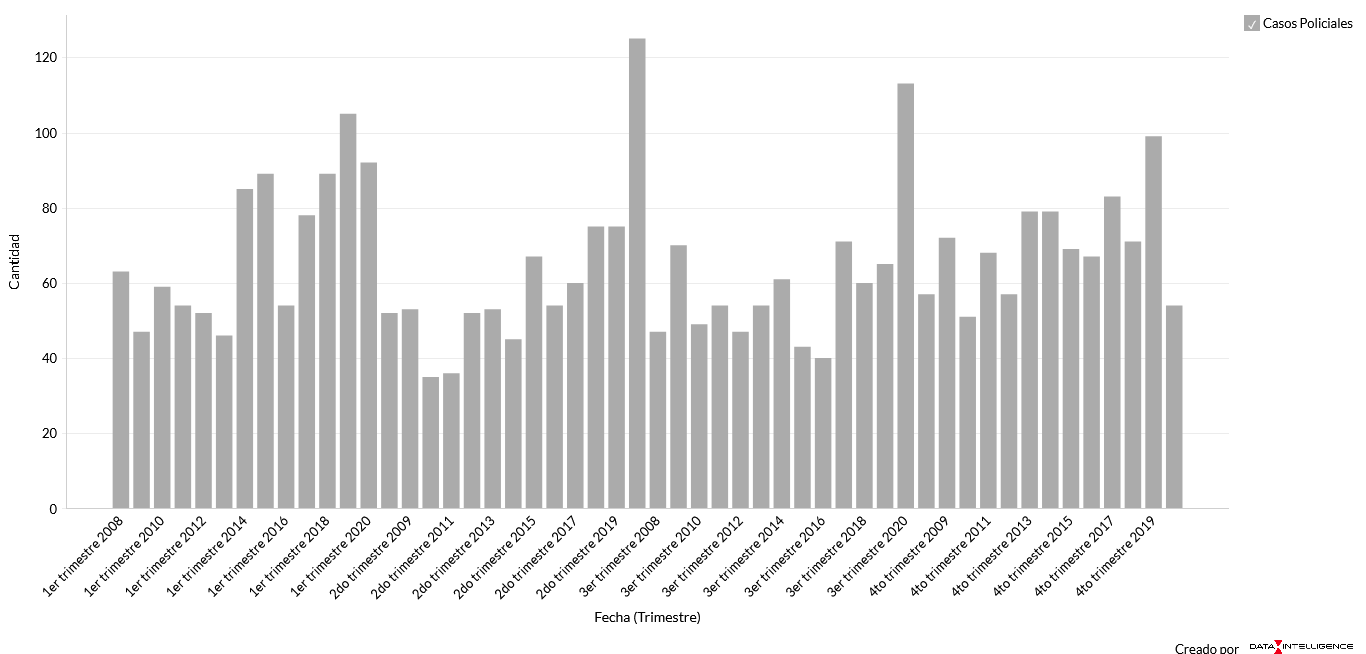 Casos Policiales
120
100
80
60
40
20
0
Cantidad
1er trimestre 2008
1er trimestre 2010
1er trimestre 2012
1er trimestre 2014
1er trimestre 2016
1er trimestre 2018
1er trimestre 2020
2do trimestre 2009
2do trimestre 2011
2do trimestre 2013
2do trimestre 2015
2do trimestre 2017
2do trimestre 2019
3er trimestre 2008
3er trimestre 2010
3er trimestre 2012
3er trimestre 2014
3er trimestre 2016
3er trimestre 2018
3er trimestre 2020
4to trimestre 2009
4to trimestre 2011
4to trimestre 2013
4to trimestre 2015
4to trimestre 2017
4to trimestre 2019
Fecha (Trimestre)
Creado por DATA INTELLIGENCE